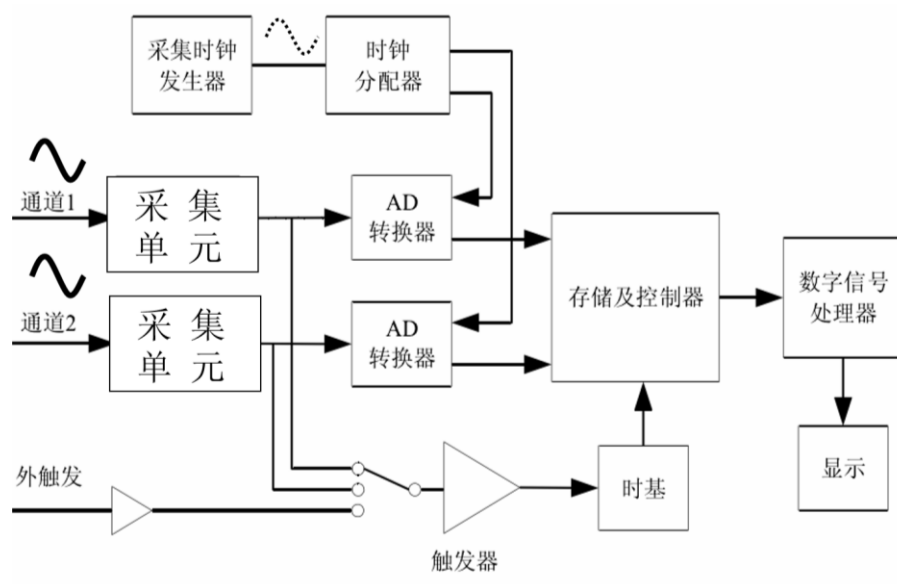 采集时钟
发生器
时钟
分配器
通道1
采 集
单 元
AD
转换器
通道2
采 集
单 元
AD
转换器
存储及控制器
数字信号
处理器
外触发
触发器
时基
显示